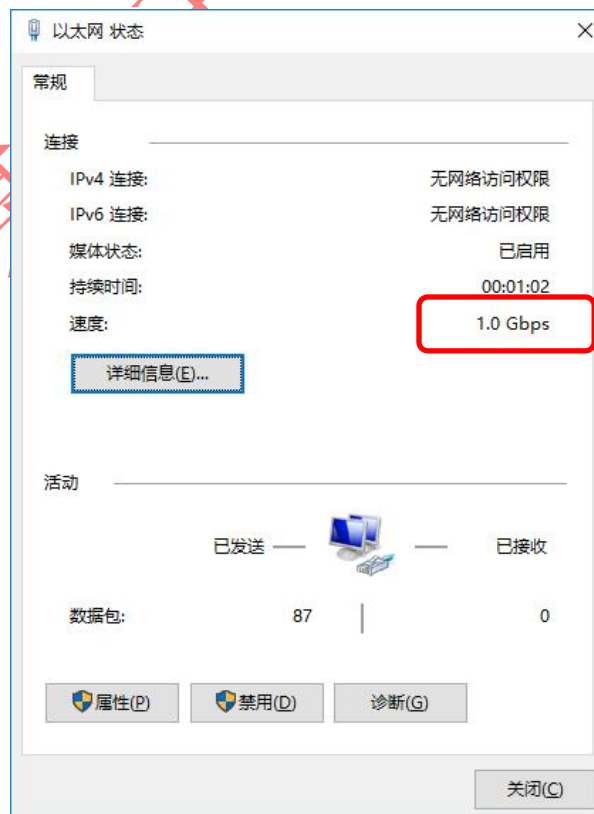 以太网 状态
常规
连接
IPv4 连接: 无网络访问权限
IPv6 连接: 无网络访问权限
媒体状态: 已启用
持续时间: 00:01:02
速度: 1.0 Gbps
详细信息(E)...
活动
已发送 — — 已接收
数据包: 87 0
属性(P) 禁用(D) 诊断(G)
关闭(C)